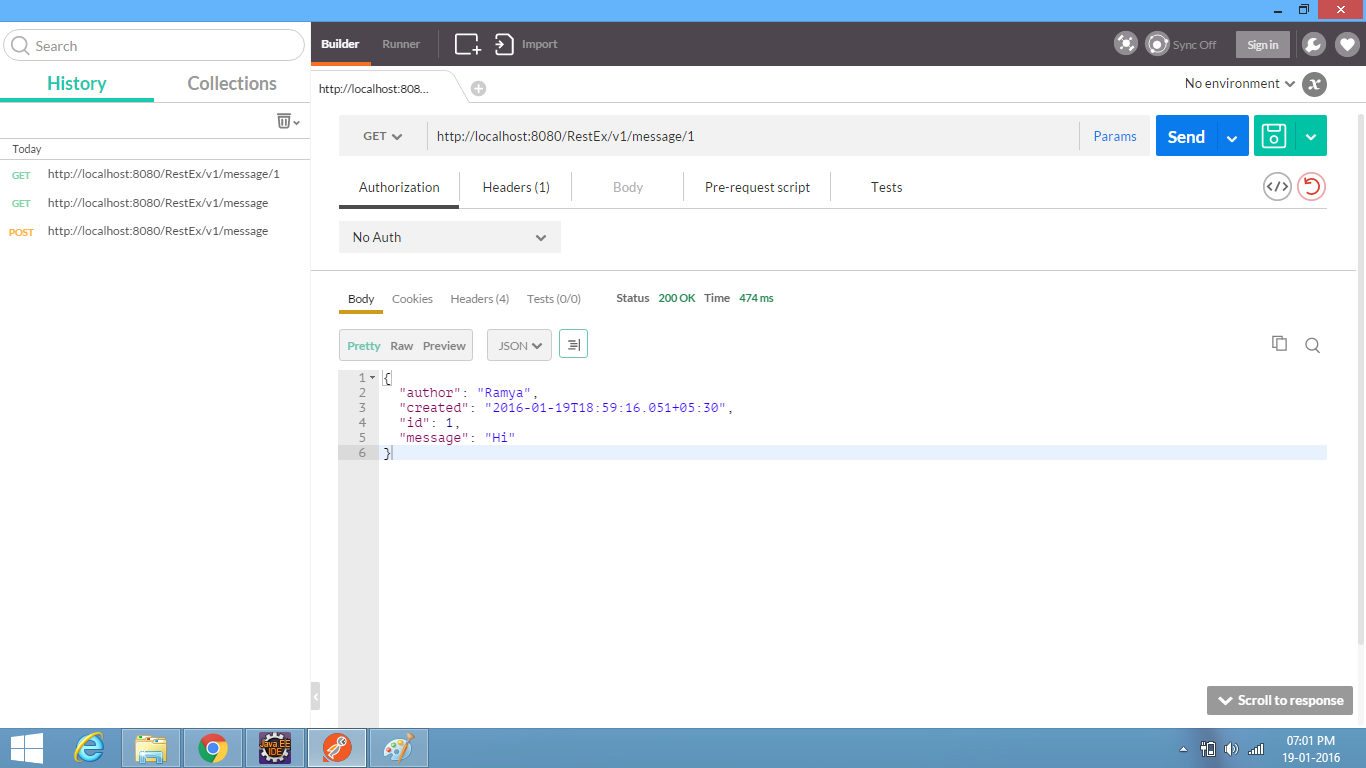 Search
History Collections
Today
GET http://localhost:8080/RestEx/v1/message/1
GET http://localhost:8080/RestEx/v1/message
POST http://localhost:8080/RestEx/v1/message
Builder Runner Import Sync Off Sign in
http://localhost:808... No environment
GET http://localhost:8080/RestEx/v1/message/1 Params Send
Authorization Headers (1) Body Pre-request script Tests
No Auth
Body Cookies Headers (4) Tests (0/0) Status 200 OK Time 474 ms
Pretty Raw Preview JSON
1 {
2 "author": "Ramya",
3 "created": "2016-01-19T18:59:16.051+05:30",
4 "id": 1,
5 "message": "Hi"
6 }
Scroll to response
Java EE
IDE
07:01 PM
19-01-2016